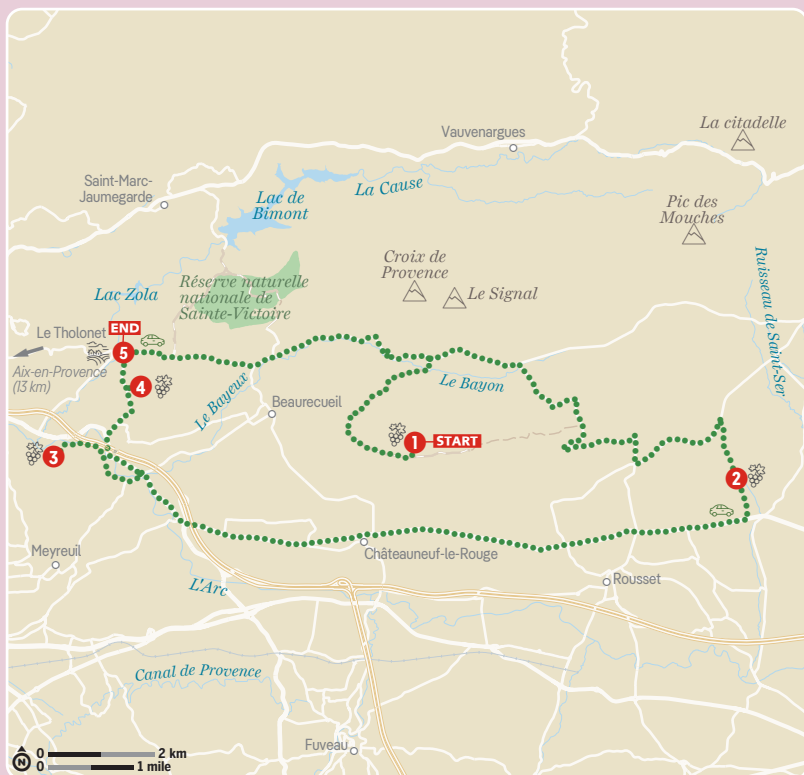 Vauvenargues
La citadelle
Saint-Marc-
Jaumegarde
Lac de
Bimont
La Cause
Pic des
Mouches
Croix de
Provence
Le Signal
Ruisseau de Saint-Ser
Réserve naturelle
nationale de
Sainte-Victoire
Lac Zola
Le Tholonet
END
5
Aix-en-Provence
(13 km)
4
Le Bayeux
Le Bayon
Beaurecueil
1
START
3
2
Meyreuil
Châteauneuf-le-Rouge
Rousset
L'Arc
Canal de Provence
Fuveau
N
0 2 km
0 1 mile